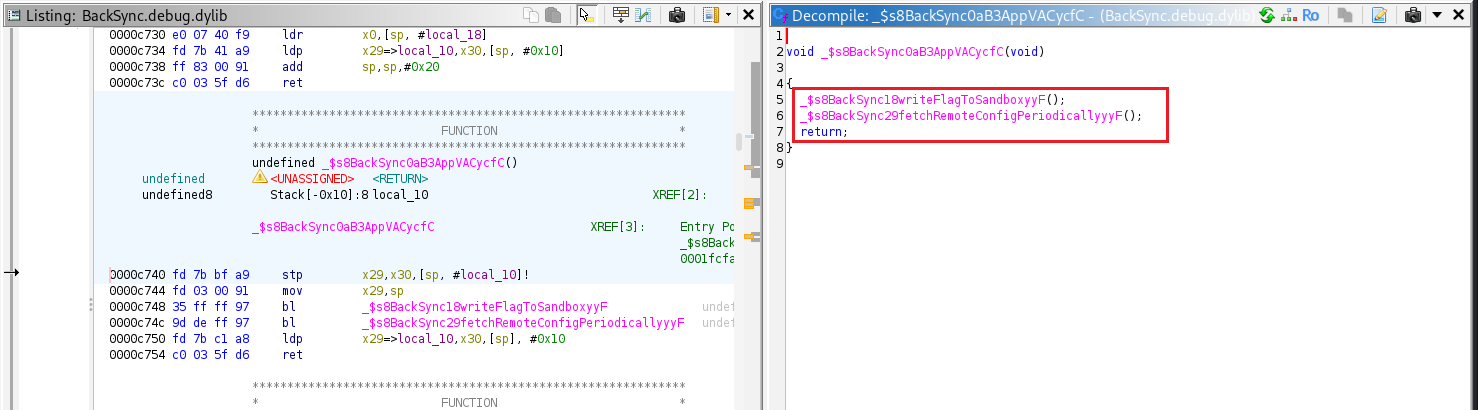 Listing: BackSync.debug.dylib
0000c730 e0 07 40 f9 ldr x0,[sp, #local_18]
0000c734 fd 7b 41 a9 ldp x29=>local_10,x30,[sp, #0x10]
0000c738 ff 83 00 91 add sp,sp,#0x20
0000c73c c0 03 5f d6 ret
**************************************************************
* FUNCTION *
**************************************************************
undefined _$s8BackSync0aB3AppVACycfC()
undefined <UNASSIGNED> <RETURN>
undefined8 Stack[-0x10]:8 local_10 XREF[2]:
_$s8BackSync0aB3AppVACycfC XREF[3]: Entry Po
_$s8Back
0001fcfa
0000c740 fd 7b bf a9 stp x29,x30,[sp, #local_10]!
0000c744 fd 03 00 91 mov x29,sp
0000c748 35 ff ff 97 bl _$s8BackSync18writeFlagToSandboxyyF undef
0000c74c 9d de ff 97 bl _$s8BackSync29fetchRemoteConfigPeriodicallyyyF undef
0000c750 fd 7b c1 a8 ldp x29=>local_10,x30,[sp], #0x10
0000c754 c0 03 5f d6 ret
**************************************************************
* FUNCTION *
Decompile: _$s8BackSync0aB3AppVACycfC - (BackSync.debug.dylib)
Ro
1
2 void _$s8BackSync0aB3AppVACycfC(void)
3
4 {
5 _$s8BackSync18writeFlagToSandboxyyF();
6 _$s8BackSync29fetchRemoteConfigPeriodicallyyyF();
7 return;
8 }
9